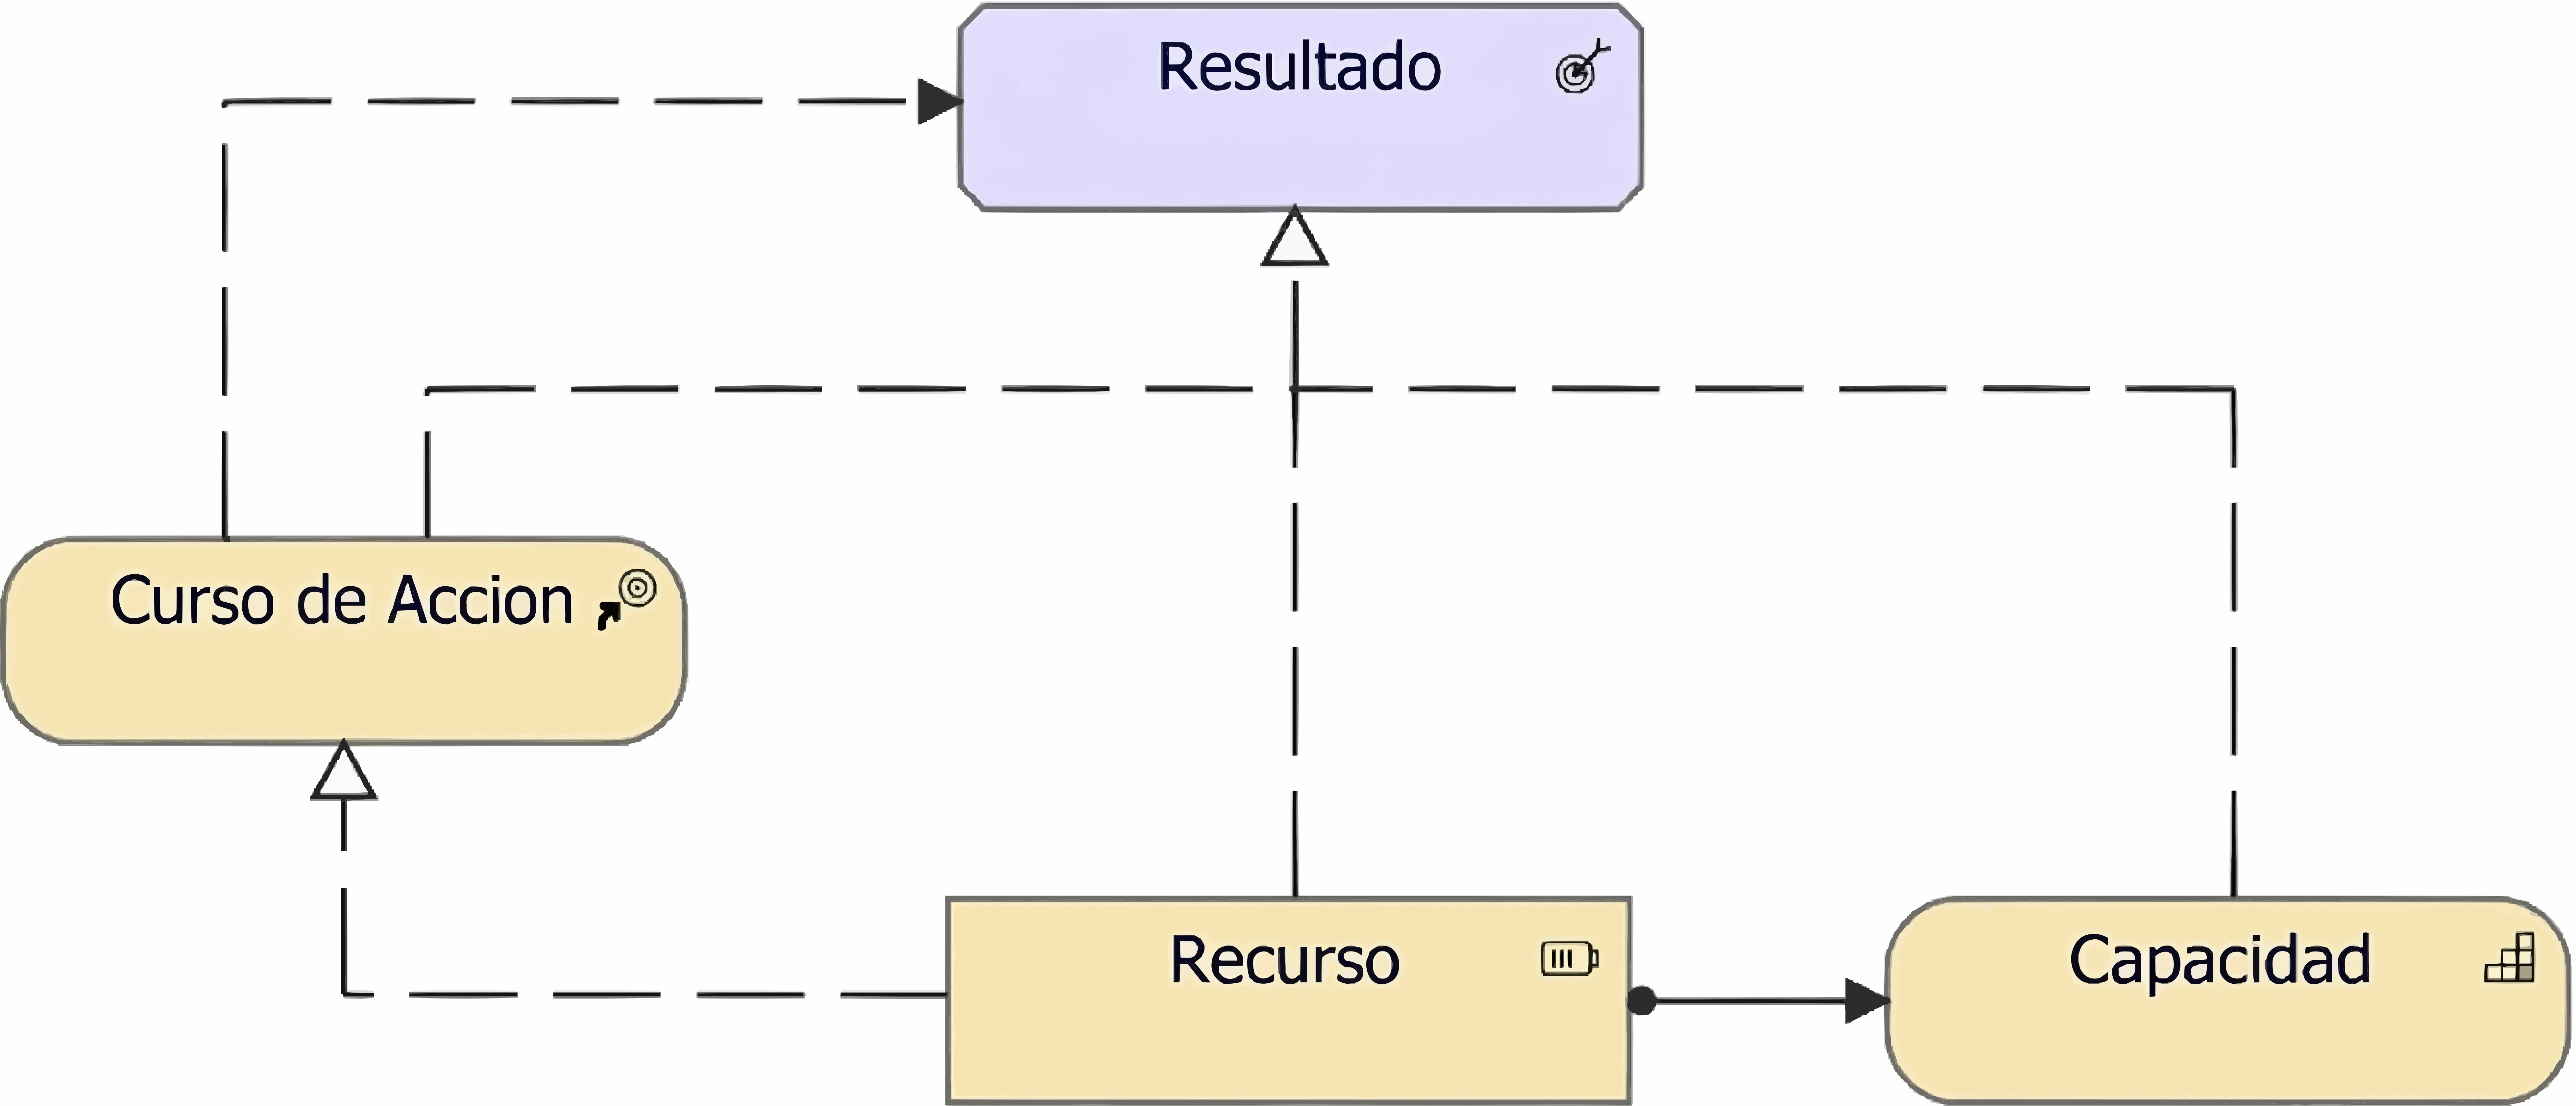 Resultado
Curso de Accion
Recurso
Capacidad